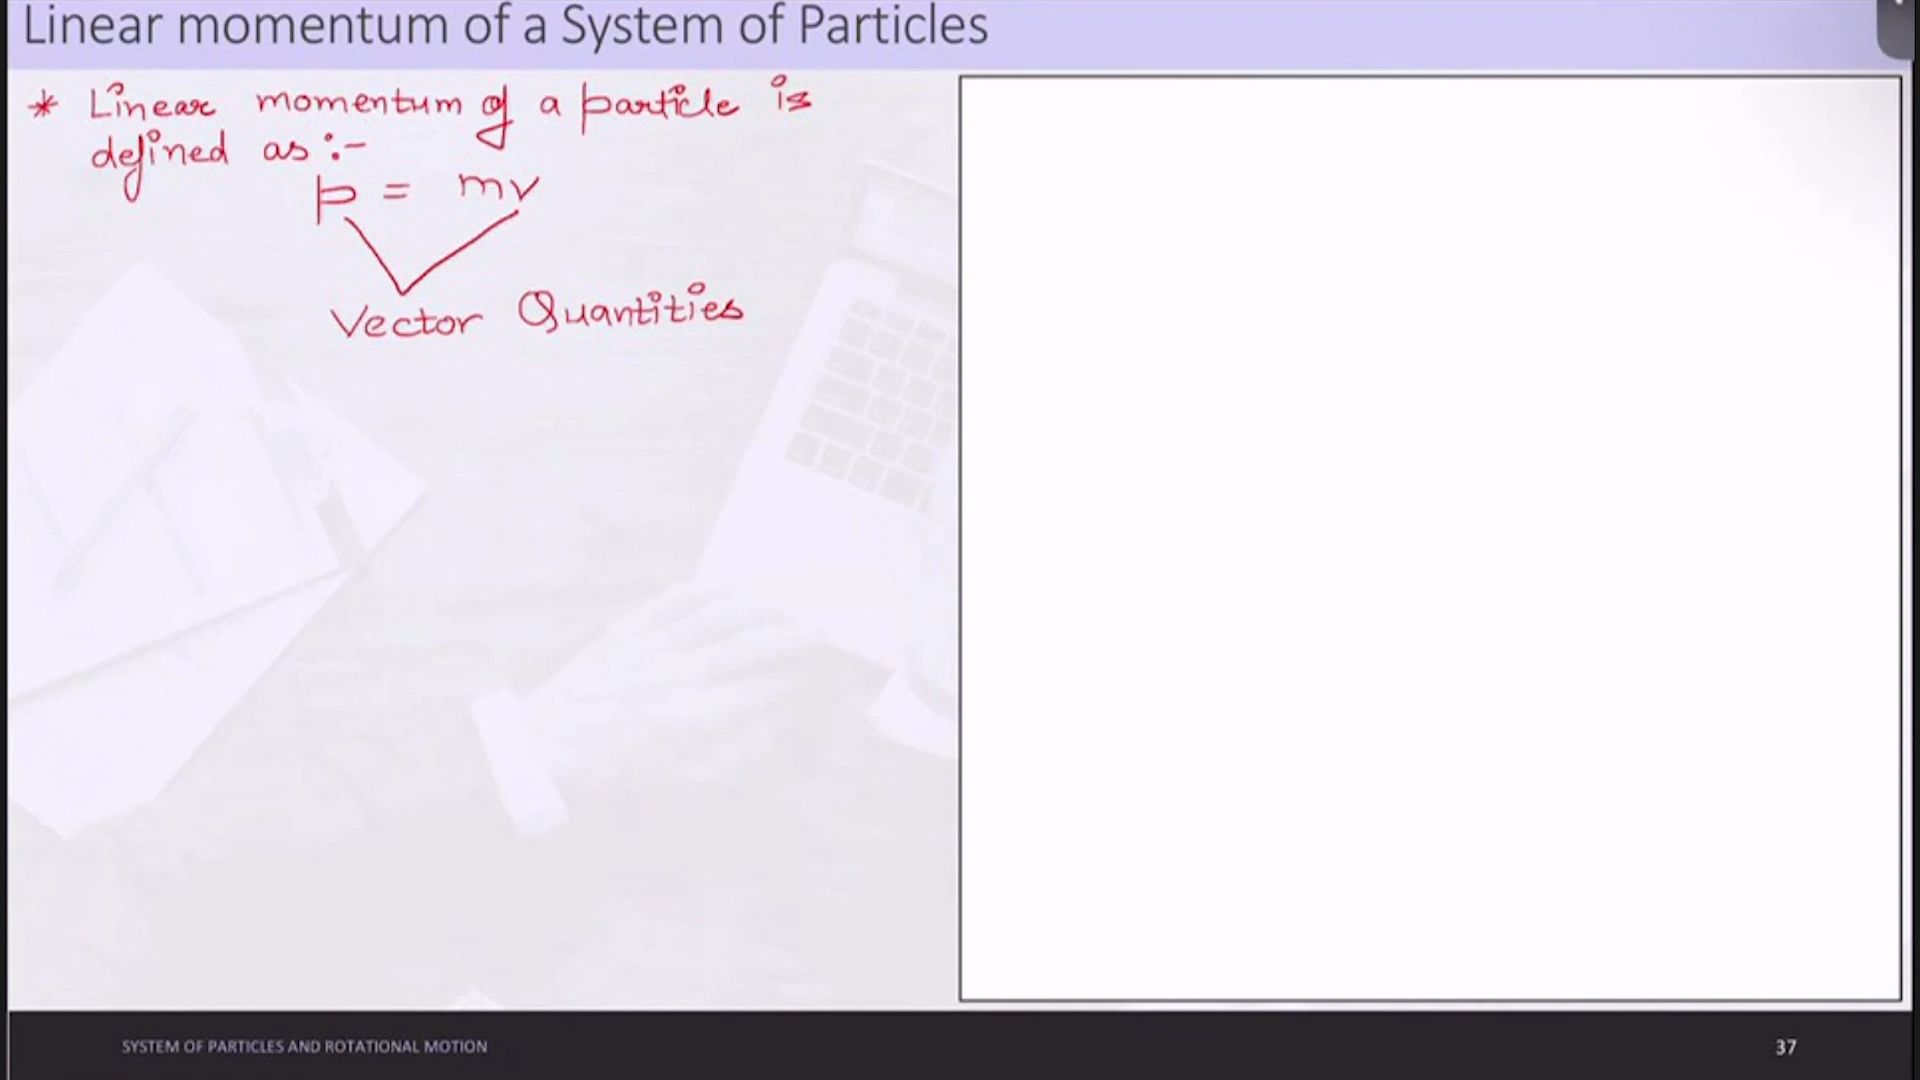 Linear momentum of a System of Particles
* Linear momentum of a particle is
defined as :-
p = mv
Vector Quantities
SYSTEM OF PARTICLES AND ROTATIONAL MOTION
37